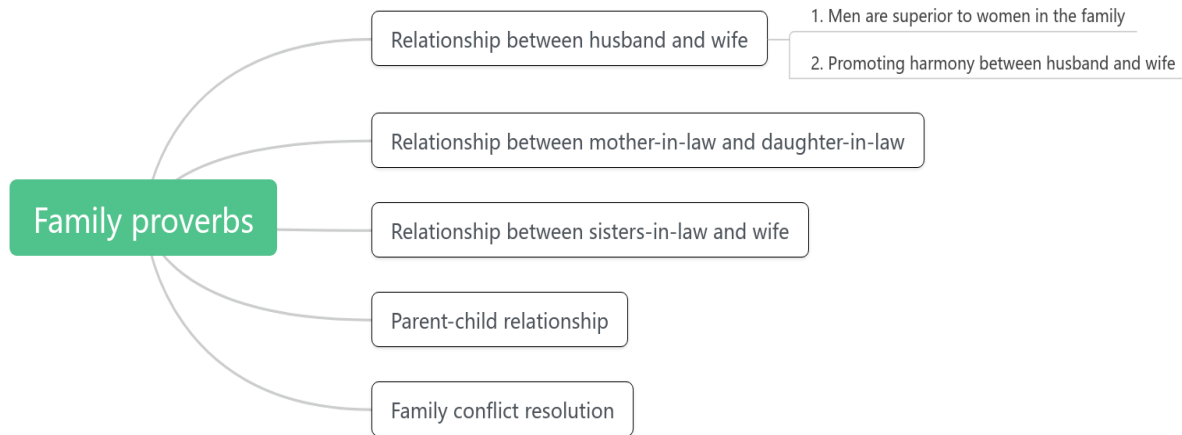 Family proverbs
Relationship between husband and wife
1. Men are superior to women in the family
2. Promoting harmony between husband and wife
Relationship between mother-in-law and daughter-in-law
Relationship between sisters-in-law and wife
Parent-child relationship
Family conflict resolution